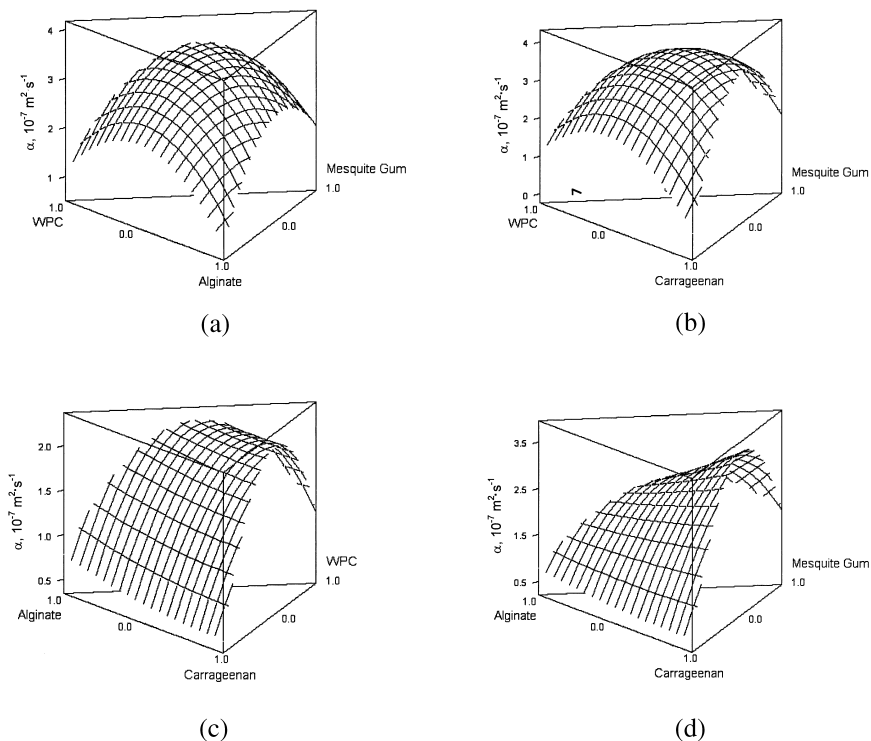 4
3
2
1
α, 10⁻⁷ m² s⁻¹
1.0
WPC
0.0
1.0
Alginate
0.0
Mesquite Gum
1.0
(a)
4
3
2
1
0
α, 10⁻⁷ m²·s⁻¹
7
1.0
WPC
0.0
1.0
Carrageenan
0.0
Mesquite Gum
1.0
(b)
2.0
1.5
1.0
0.5
α, 10⁻⁷ m²·s⁻¹
1.0
Alginate
0.0
1.0
Carrageenan
0.0
WPC
1.0
(c)
3.5
2.5
1.5
0.5
α, 10⁻⁷ m²·s⁻¹
1.0
Alginate
0.0
1.0
Carrageenan
0.0
Mesquite Gum
1.0
(d)